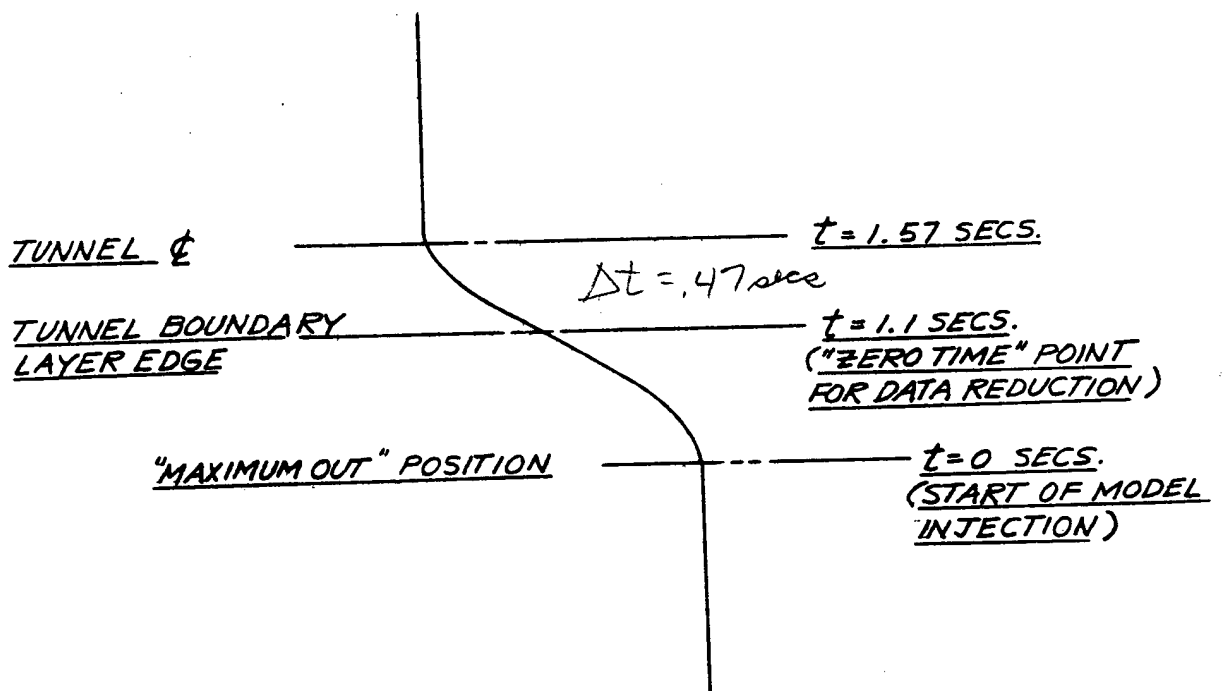 TUNNEL ℄
t = 1.57 SECS.
Δt = .47 secs
TUNNEL BOUNDARY
LAYER EDGE
t = 1.1 SECS.
("ZERO TIME" POINT
FOR DATA REDUCTION)
"MAXIMUM OUT" POSITION
t = 0 SECS.
(START OF MODEL
INJECTION)